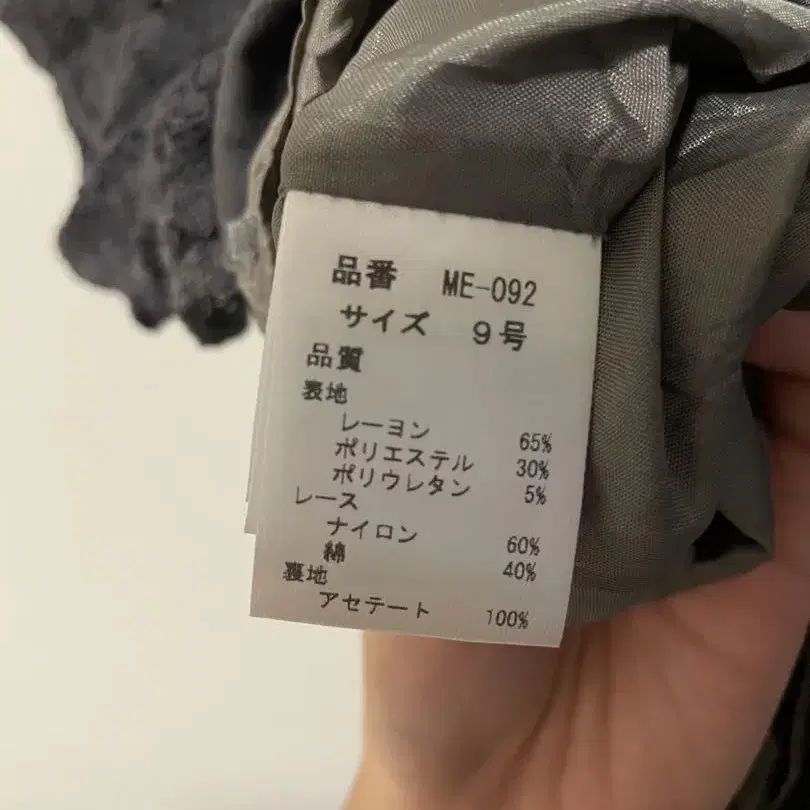 品番 ME-092
サイズ 9号
品質
表地
レーヨン 65%
ポリエステル 30%
ポリウレタン 5%
レース
ナイロン 60%
綿 40%
裏地
アセテート 100%